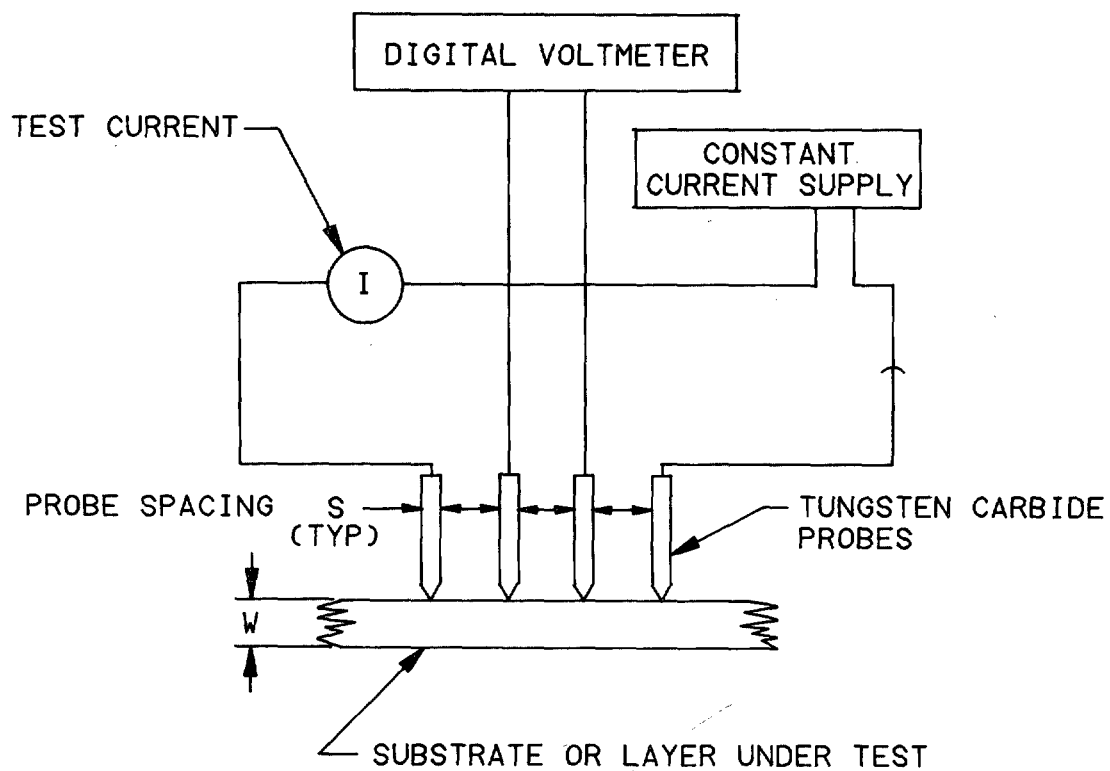 DIGITAL VOLTMETER
TEST CURRENT
CONSTANT
CURRENT SUPPLY
I
PROBE SPACING S
(TYP)
TUNGSTEN CARBIDE
PROBES
W
SUBSTRATE OR LAYER UNDER TEST